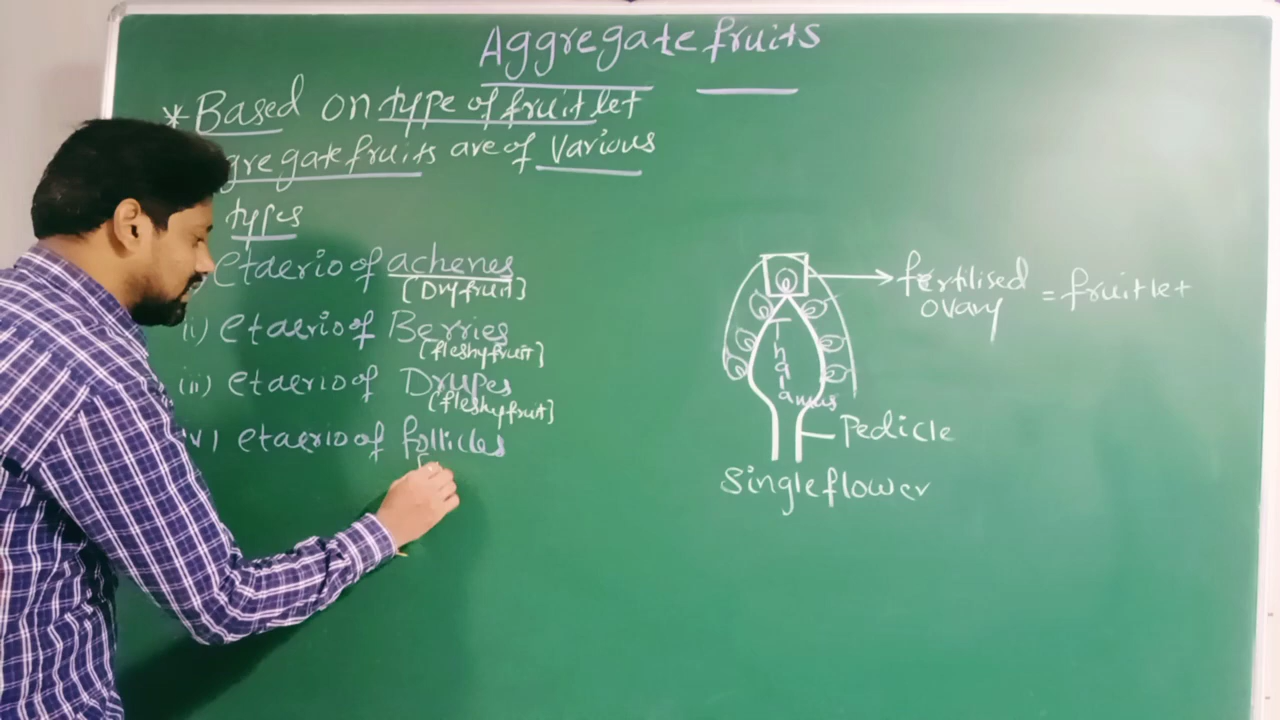 Aggregate fruits
* Based on type of fruitlet
gregate fruits are of Various
types
etaerio of achenes
[Dry fruit]
(ii) etaerio of Berries
[fleshy fruit]
(iii) etaerio of Drupes
[fleshy fruit]
iv) etaerio of follicles
[
fertilised
ovary
= fruitlet
Thalamus
Pedicle
Single flower